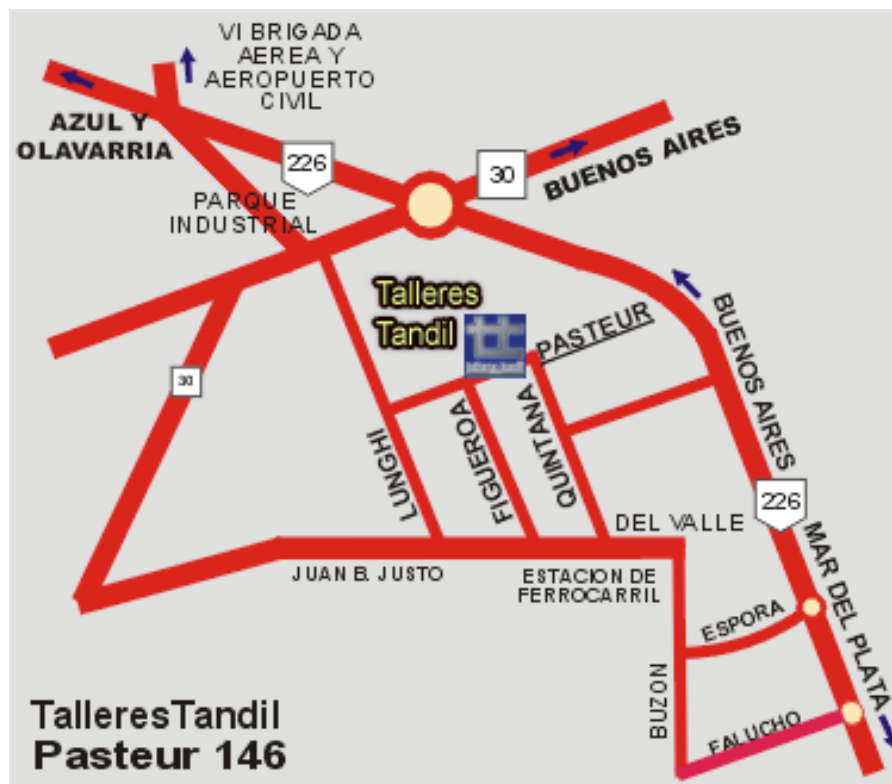 VI BRIGADA
AEREA Y
AEROPUERTO
CIVIL
AZUL Y
OLAVARRIA
226
30
BUENOS AIRES
PARQUE
INDUSTRIAL
Talleres
Tandil
PASTEUR
BUENOS AIRES
30
LUNGHI
FIGUEROA
QUINTANA
226
DEL VALLE
MAR DEL PLATA
JUAN B. JUSTO
ESTACION DE
FERROCARRIL
ESPORA
BUZON
FALUCHO
TalleresTandil
Pasteur 146